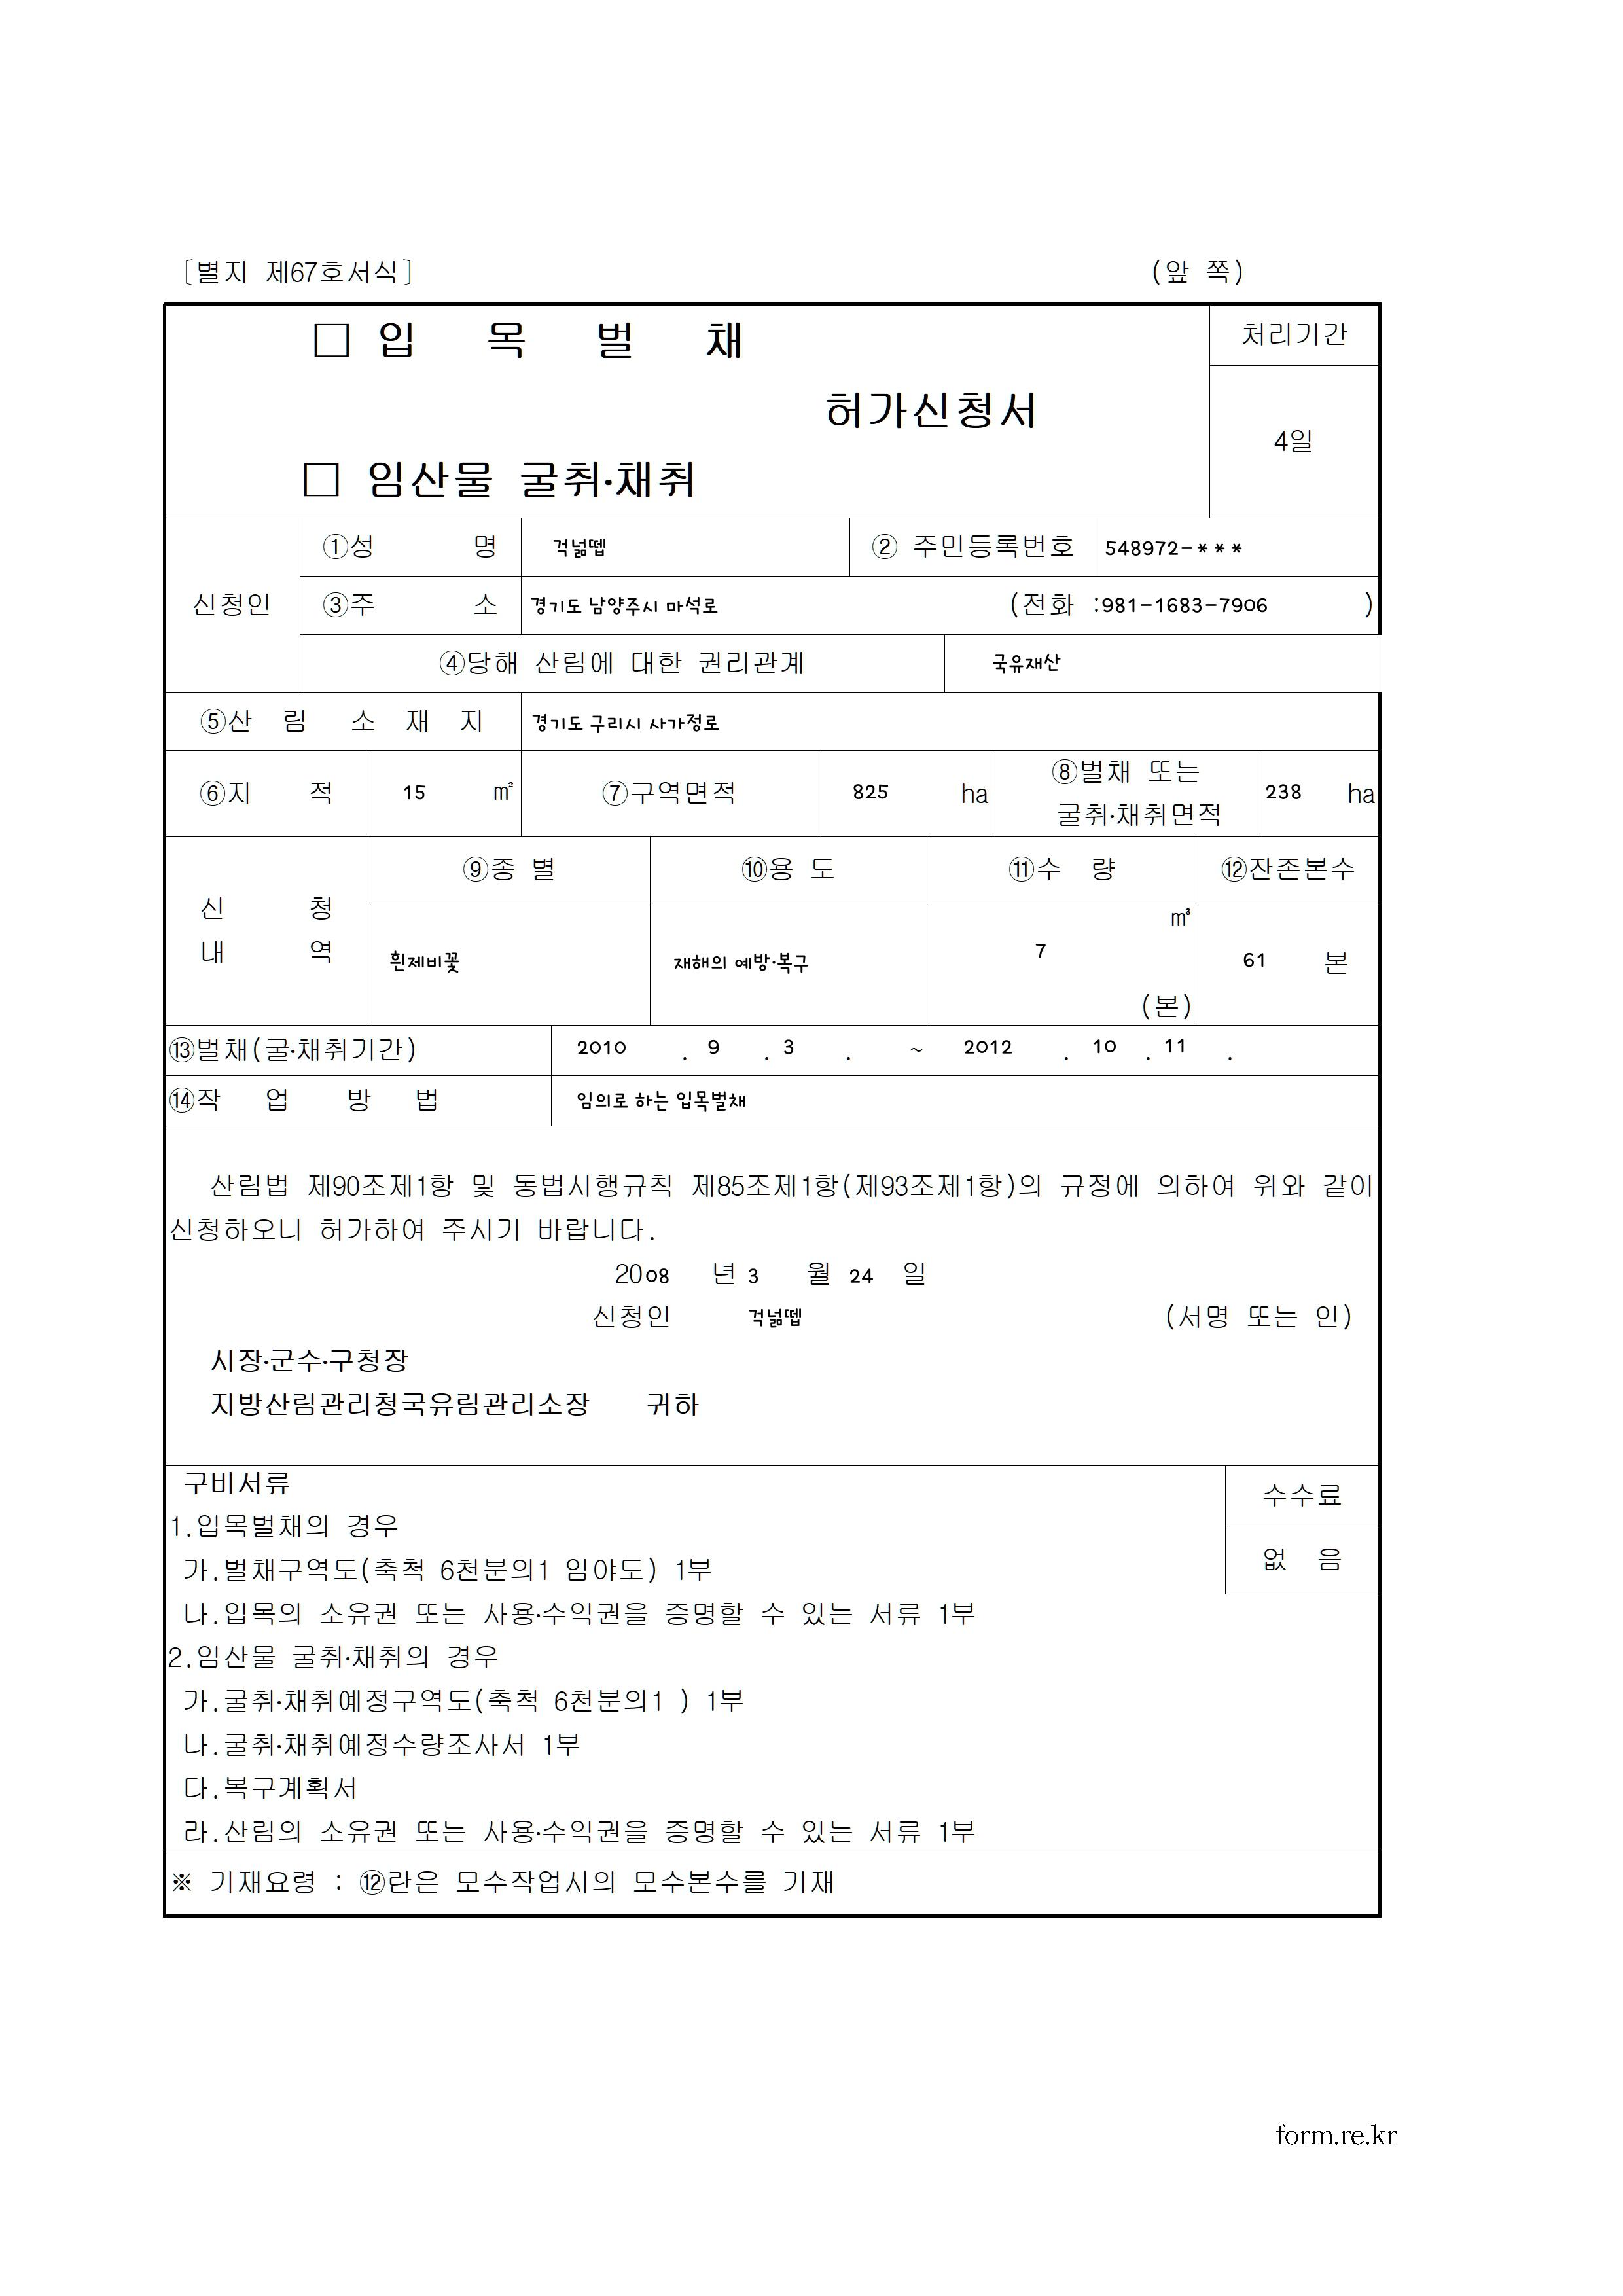 [별지 제67호서식] (앞 쪽)
□ 입 목 벌 채
처리기간
허가신청서
4일
□ 임산물 굴취·채취
신청인
①성 명 걱넒뗍 ② 주민등록번호 548972-***
③주 소 경기도 남양주시 마석로 (전화 :981-1683-7906 )
④당해 산림에 대한 권리관계 국유재산
⑤산 림 소 재 지 경기도 구리시 사가정로
⑥지 적 15 ㎡ ⑦구역면적 825 ha ⑧벌채 또는 굴취·채취면적 238 ha
신 청 내 역
⑨종 별 ⑩용 도 ⑪수 량 ⑫잔존본수
흰제비꽃 재해의 예방·복구 7 ㎥ (본) 61 본
⑬벌채(굴·채취기간) 2010 . 9 . 3 . ~ 2012 . 10 . 11 .
⑭작 업 방 법 임의로 하는 입목벌채
산림법 제90조제1항 및 동법시행규칙 제85조제1항(제93조제1항)의 규정에 의하여 위와 같이
신청하오니 허가하여 주시기 바랍니다.
2008 년 3 월 24 일
신청인 걱넒뗍 (서명 또는 인)
시장·군수·구청장
지방산림관리청국유림관리소장 귀하
구비서류
수수료
없 음
1.입목벌채의 경우
가.벌채구역도(축척 6천분의1 임야도) 1부
나.입목의 소유권 또는 사용·수익권을 증명할 수 있는 서류 1부
2.임산물 굴취·채취의 경우
가.굴취·채취예정구역도(축척 6천분의1 ) 1부
나.굴취·채취예정수량조사서 1부
다.복구계획서
라.산림의 소유권 또는 사용·수익권을 증명할 수 있는 서류 1부
※ 기재요령 : ⑫란은 모수작업시의 모수본수를 기재
form.re.kr